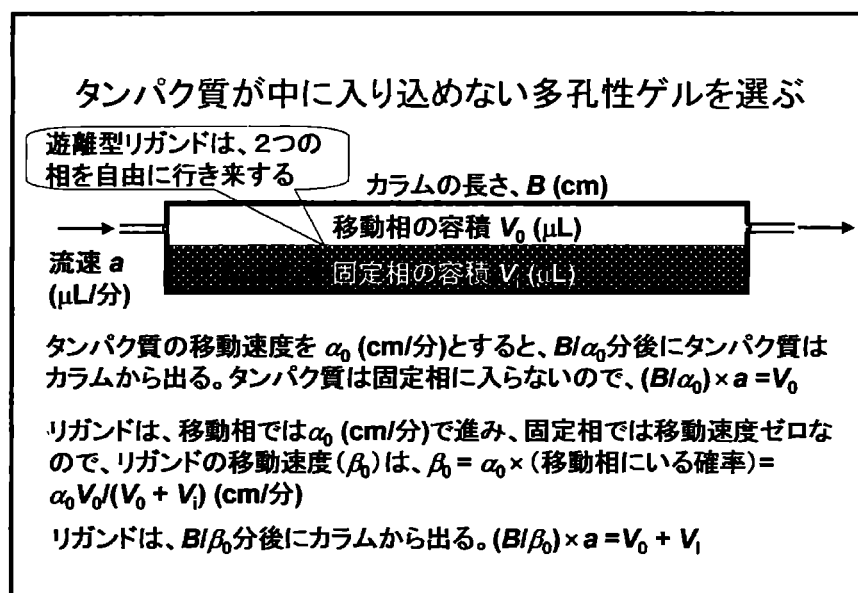 タンパク質が中に入り込めない多孔性ゲルを選ぶ
遊離型リガンドは、2つの
相を自由に行き来する
カラムの長さ、B (cm)
移動相の容積 V0 (μL)
固定相の容積 Vi (μL)
流速 a
(μL/分)
タンパク質の移動速度を α0 (cm/分)とすると、B/α0分後にタンパク質は
カラムから出る。タンパク質は固定相に入らないので、(B/α0)×a =V0
リガンドは、移動相ではα0 (cm/分)で進み、固定相では移動速度ゼロな
ので、リガンドの移動速度(β0)は、β0 = α0×(移動相にいる確率)=
α0V0/(V0 + Vi) (cm/分)
リガンドは、B/β0分後にカラムから出る。(B/β0)×a =V0 + Vi